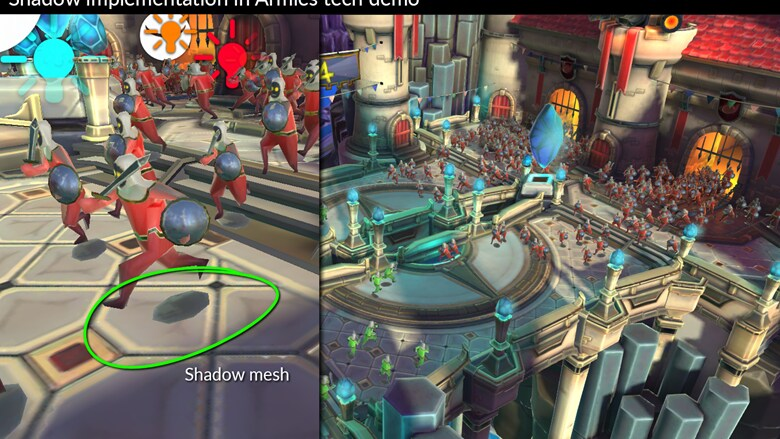 Shadow implementation in Armies tech demo
Shadow mesh